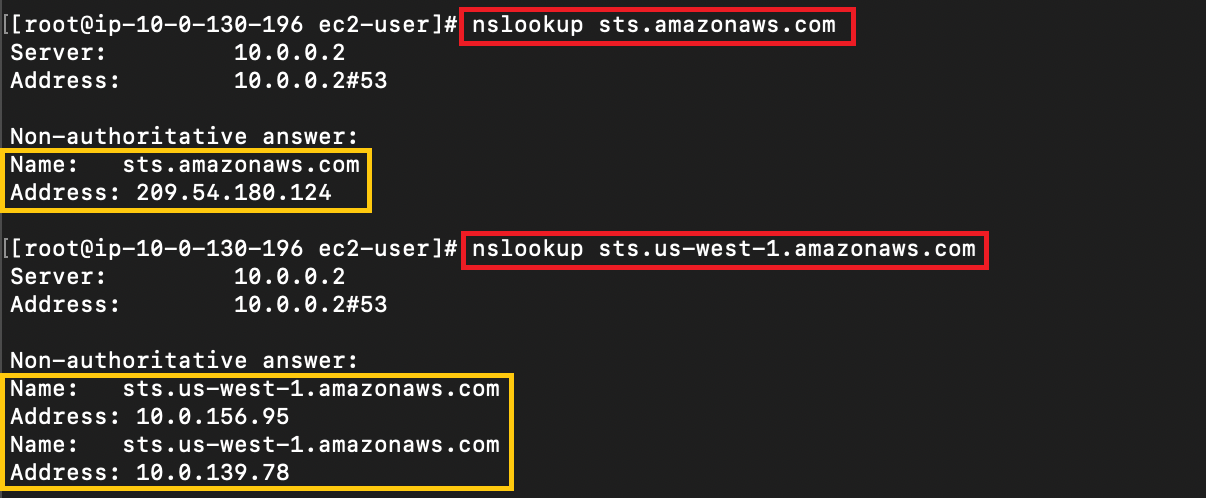 [[root@ip-10-0-130-196 ec2-user]# nslookup sts.amazonaws.com
Server: 10.0.0.2
Address: 10.0.0.2#53
Non-authoritative answer:
Name: sts.amazonaws.com
Address: 209.54.180.124
[[root@ip-10-0-130-196 ec2-user]# nslookup sts.us-west-1.amazonaws.com
Server: 10.0.0.2
Address: 10.0.0.2#53
Non-authoritative answer:
Name: sts.us-west-1.amazonaws.com
Address: 10.0.156.95
Name: sts.us-west-1.amazonaws.com
Address: 10.0.139.78